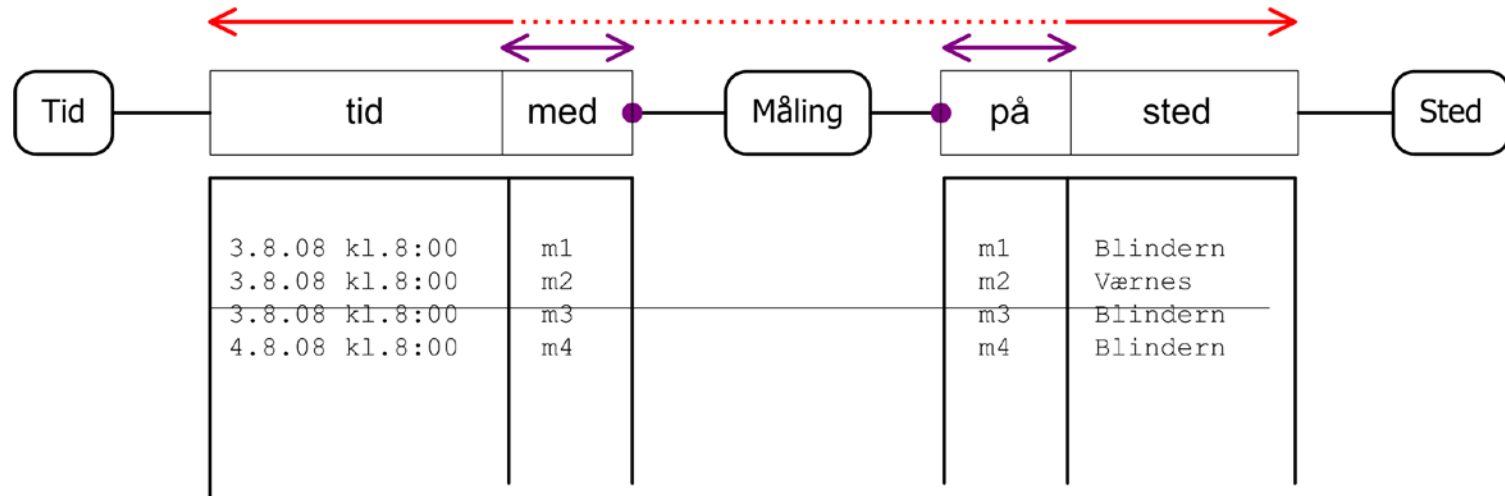 Tid tid med Måling på sted Sted
3.8.08 kl.8:00 m1 m1 Blindern
3.8.08 kl.8:00 m2 m2 Værnes
3.8.08 kl.8:00 m3 m3 Blindern
4.8.08 kl.8:00 m4 m4 Blindern